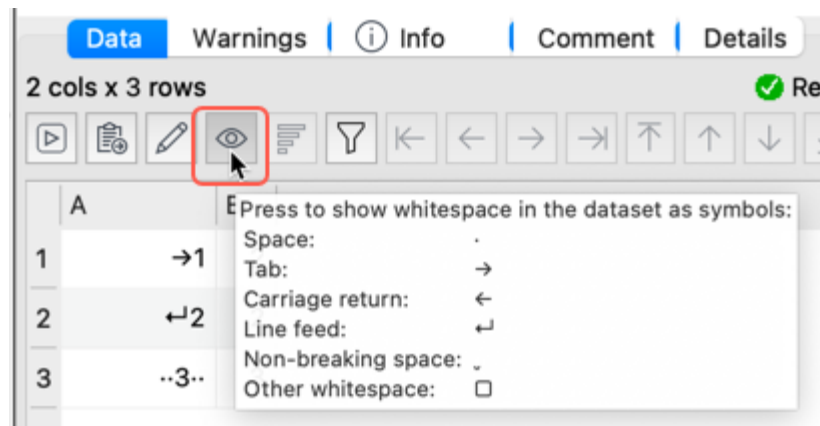 Data Warnings Info Comment Details
2 cols x 3 rows Re
A
Press to show whitespace in the dataset as symbols:
Space: ·
Tab: →
Carriage return: ←
Line feed: ↵
Non-breaking space: ˬ
Other whitespace: ▢
1 →1
2 ↵2
3 ··3··